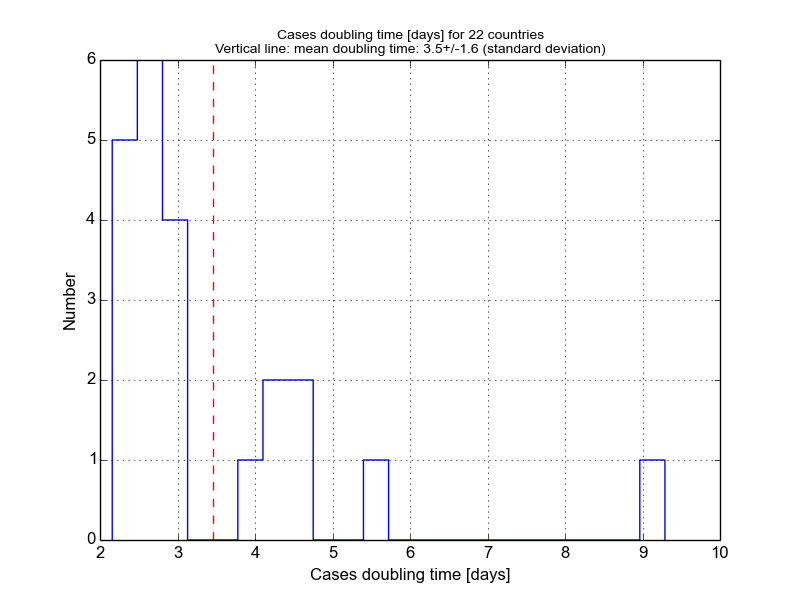 Cases doubling time [days] for 22 countries
Vertical line: mean doubling time: 3.5+/-1.6 (standard deviation)
6
5
4
3
2
1
0
Number
2 3 4 5 6 7 8 9 10
Cases doubling time [days]